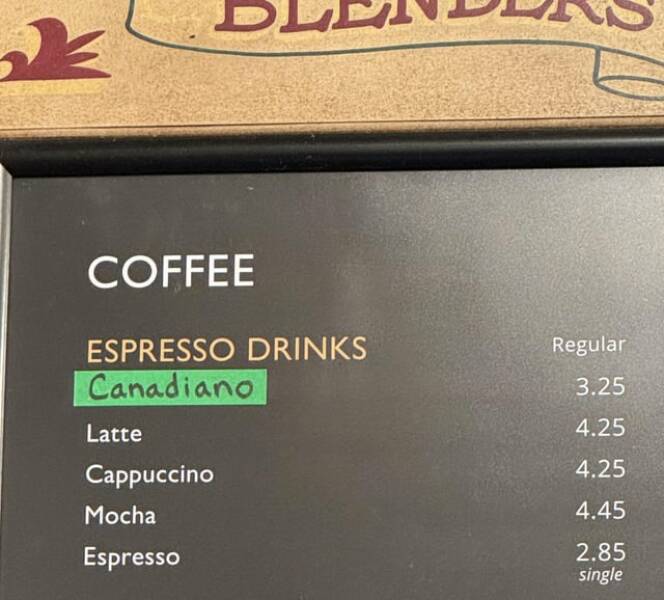 BLENDERS
COFFEE
ESPRESSO DRINKS Regular
Canadiano 3.25
Latte 4.25
Cappuccino 4.25
Mocha 4.45
Espresso 2.85
single